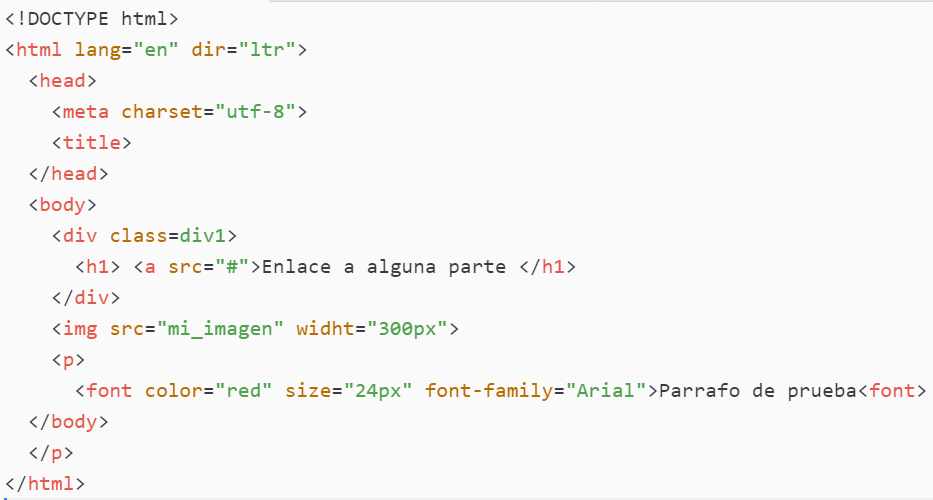 <!DOCTYPE html>
<html lang="en" dir="ltr">
  <head>
    <meta charset="utf-8">
    <title>
  </head>
  <body>
    <div class=div1>
      <h1> <a src="#">Enlace a alguna parte </h1>
    </div>
    <img src="mi_imagen" widht="300px">
    <p>
      <font color="red" size="24px" font-family="Arial">Parrafo de prueba<font>
  </body>
  </p>
</html>